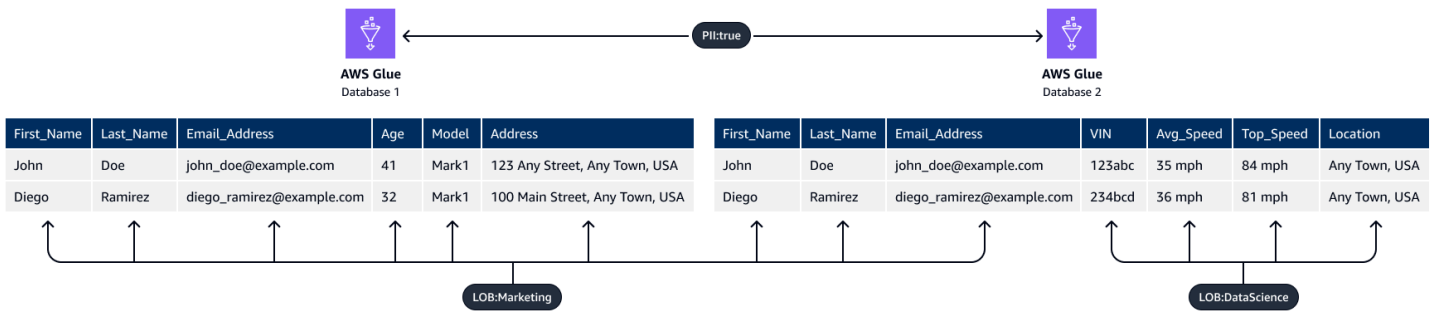 PII:true
AWS Glue
Database 1
AWS Glue
Database 2
First_Name Last_Name Email_Address Age Model Address
John Doe john_doe@example.com 41 Mark1 123 Any Street, Any Town, USA
Diego Ramirez diego_ramirez@example.com 32 Mark1 100 Main Street, Any Town, USA
First_Name Last_Name Email_Address VIN Avg_Speed Top_Speed Location
John Doe john_doe@example.com 123abc 35 mph 84 mph Any Town, USA
Diego Ramirez diego_ramirez@example.com 234bcd 36 mph 81 mph Any Town, USA
LOB:Marketing
LOB:DataScience